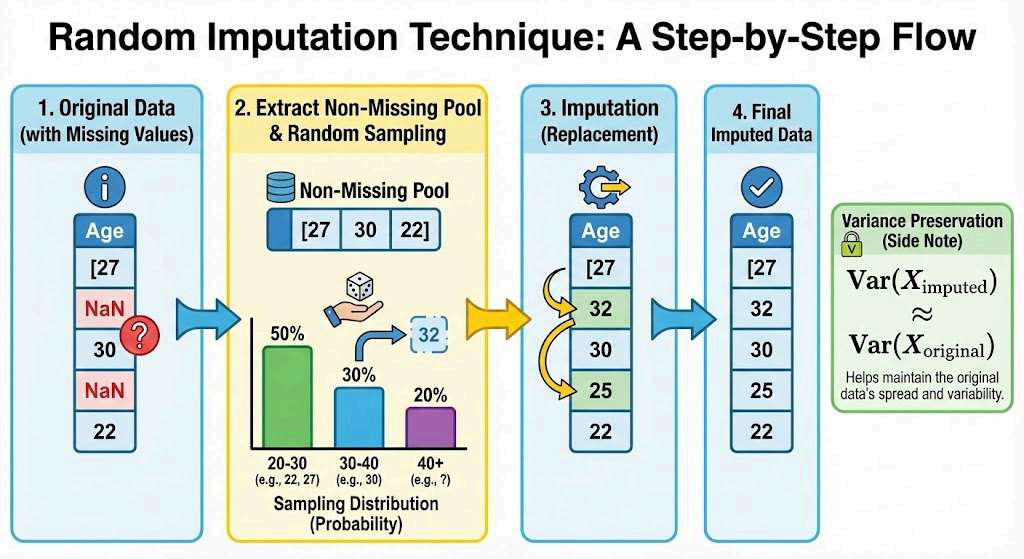 Random Imputation Technique: A Step-by-Step Flow
1. Original Data
(with Missing Values)
i
Age
[27
NaN
?
30
NaN
22
2. Extract Non-Missing Pool
& Random Sampling
Non-Missing Pool
[27 30 22]
32
50%
30%
20%
20-30 30-40 40+
(e.g., 22, 27) (e.g., 30) (e.g., ?)
Sampling Distribution
(Probability)
3. Imputation
(Replacement)
Age
[27
32
30
25
22
4. Final
Imputed Data
Age
[27
32
30
25
22
Variance Preservation
(Side Note)
V
Var(X_imputed)
≈
Var(X_original)
Helps maintain the original
data's spread and variability.